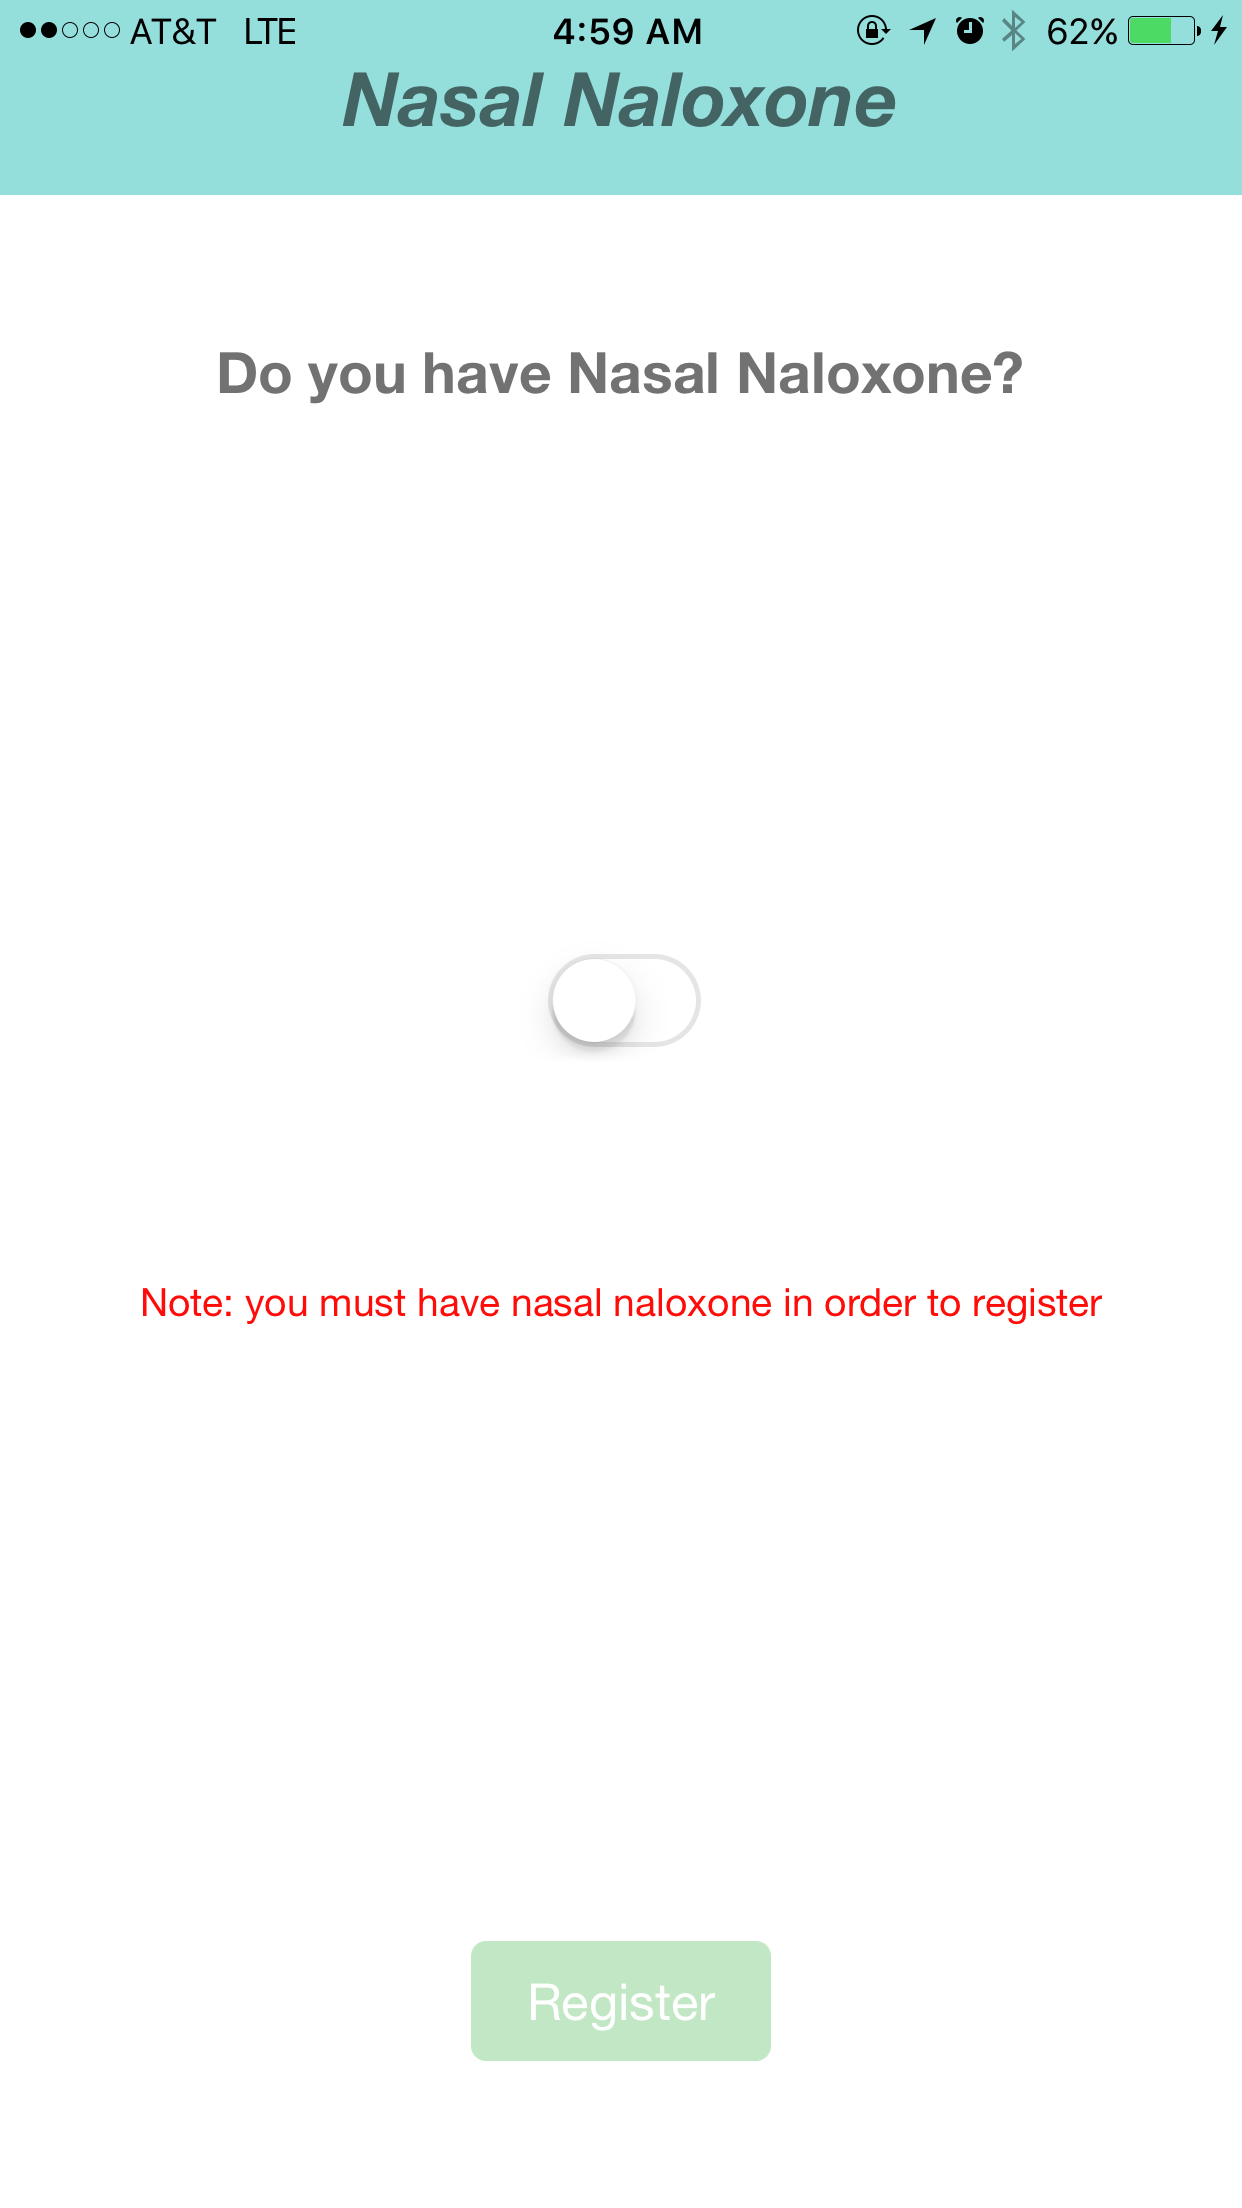 AT&T LTE 4:59 AM 62%
Nasal Naloxone
Do you have Nasal Naloxone?
Note: you must have nasal naloxone in order to register
Register